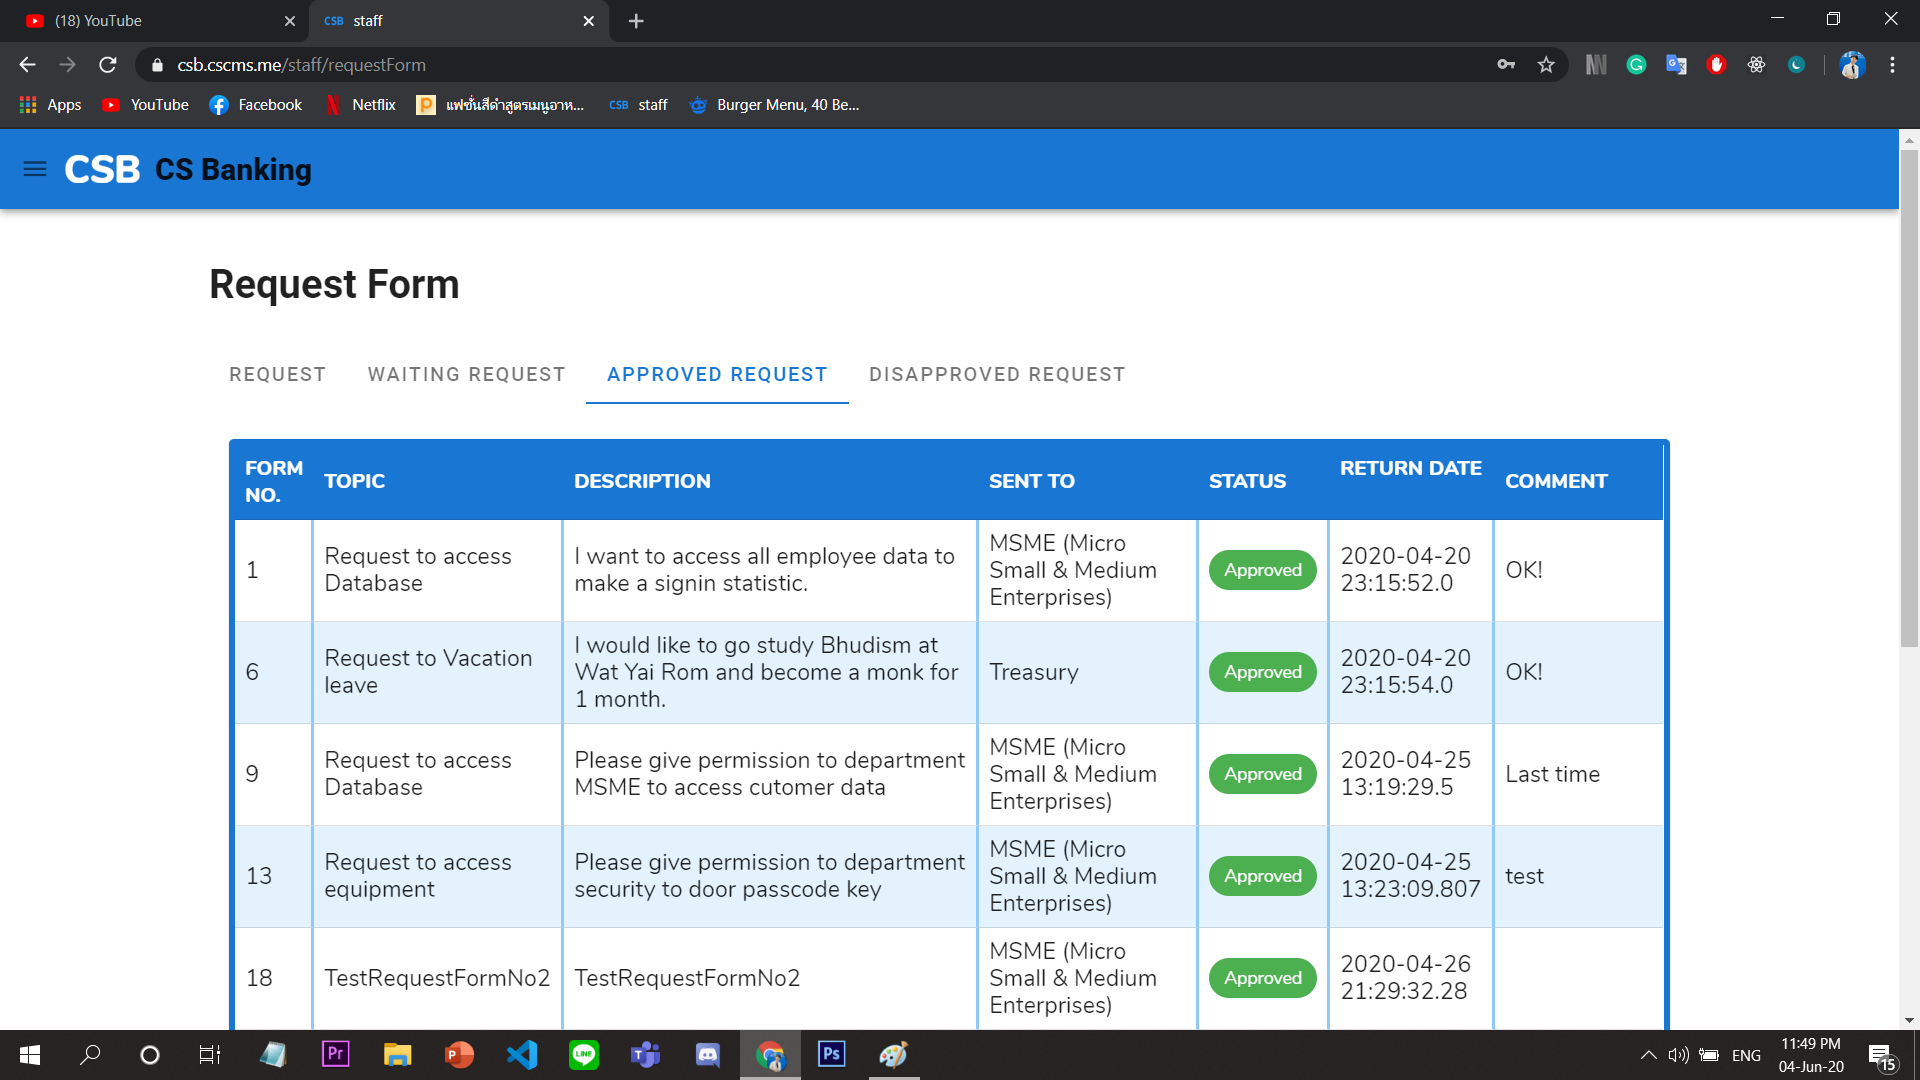 (18) YouTube
CSB staff
csb.cscms.me/staff/requestForm
Apps YouTube Facebook Netflix แฟชั่นสีดำสูตรเมนูอาห... CSB staff Burger Menu, 40 Be...
CSB CS Banking
Request Form
REQUEST WAITING REQUEST APPROVED REQUEST DISAPPROVED REQUEST
FORM NO. TOPIC DESCRIPTION SENT TO STATUS RETURN DATE COMMENT
1
Request to access
Database
I want to access all employee data to
make a signin statistic.
MSME (Micro
Small & Medium
Enterprises)
Approved
2020-04-20
23:15:52.0
OK!
6
Request to Vacation
leave
I would like to go study Bhudism at
Wat Yai Rom and become a monk for
1 month.
Treasury
Approved
2020-04-20
23:15:54.0
OK!
9
Request to access
Database
Please give permission to department
MSME to access cutomer data
MSME (Micro
Small & Medium
Enterprises)
Approved
2020-04-25
13:19:29.5
Last time
13
Request to access
equipment
Please give permission to department
security to door passcode key
MSME (Micro
Small & Medium
Enterprises)
Approved
2020-04-25
13:23:09.807
test
18
TestRequestFormNo2
TestRequestFormNo2
MSME (Micro
Small & Medium
Enterprises)
Approved
2020-04-26
21:29:32.28
Pr
P
LINE
T
Ps
ENG
11:49 PM
04-Jun-20
15